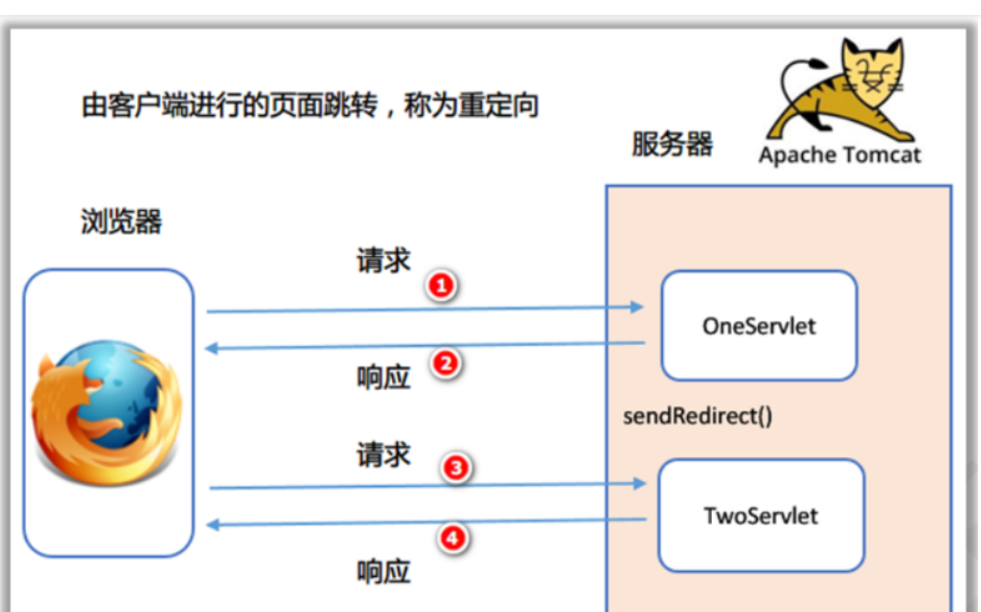 由客户端进行的页面跳转，称为重定向
服务器
Apache Tomcat
浏览器
请求
1
OneServlet
2
响应
sendRedirect()
请求
3
TwoServlet
4
响应